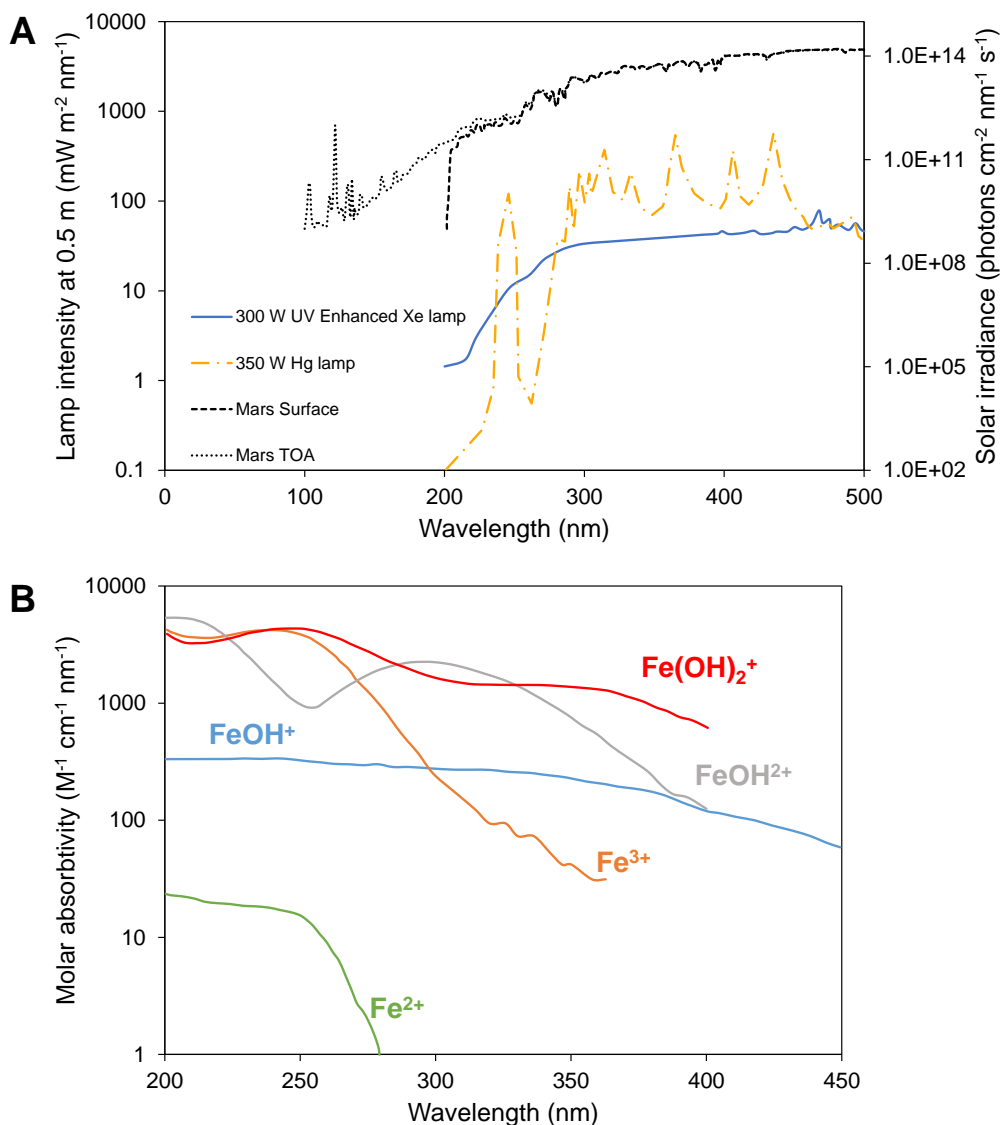 A
Lamp intensity at 0.5 m (mW m⁻² nm⁻¹)
10000
1000
100
10
1
0.1
Solar irradiance (photons cm⁻² nm⁻¹ s⁻¹)
1.0E+14
1.0E+11
1.0E+08
1.0E+05
1.0E+02
300 W UV Enhanced Xe lamp
350 W Hg lamp
Mars Surface
Mars TOA
0 100 200 300 400 500
Wavelength (nm)
B
Molar absorbtivity (M⁻¹ cm⁻¹ nm⁻¹)
10000
1000
100
10
1
Fe(OH)₂⁺
FeOH⁺
FeOH²⁺
Fe³⁺
Fe²⁺
200 250 300 350 400 450
Wavelength (nm)